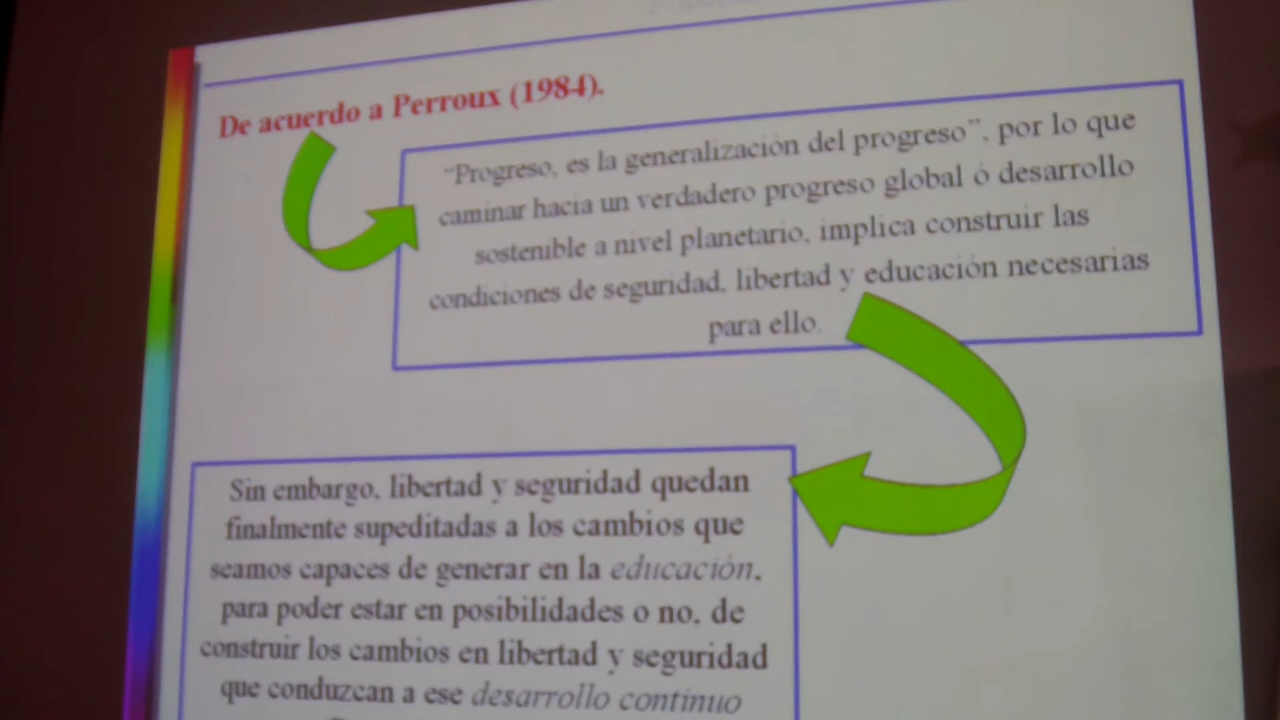 De acuerdo a Perroux (1984).
"Progreso, es la generalización del progreso", por lo que
caminar hacia un verdadero progreso global ó desarrollo
sostenible a nivel planetario, implica construir las
condiciones de seguridad, libertad y educación necesarias
para ello.
Sin embargo, libertad y seguridad quedan
finalmente supeditadas a los cambios que
seamos capaces de generar en la educación,
para poder estar en posibilidades o no, de
construir los cambios en libertad y seguridad
que conduzcan a ese desarrollo continuo